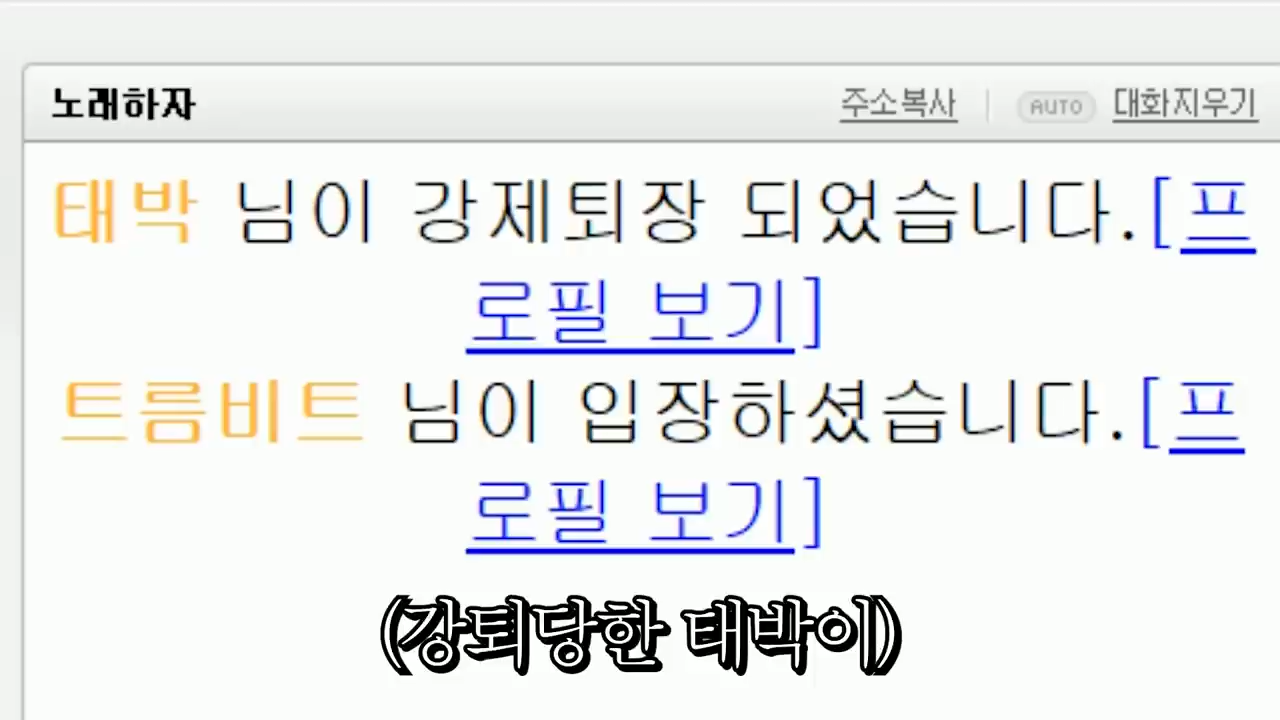 노래하자 주소복사 AUTO 대화지우기
태박 님이 강제퇴장 되었습니다.[프
로필 보기]
트름비트 님이 입장하셨습니다.[프
로필 보기]
(강퇴당한 태박이)